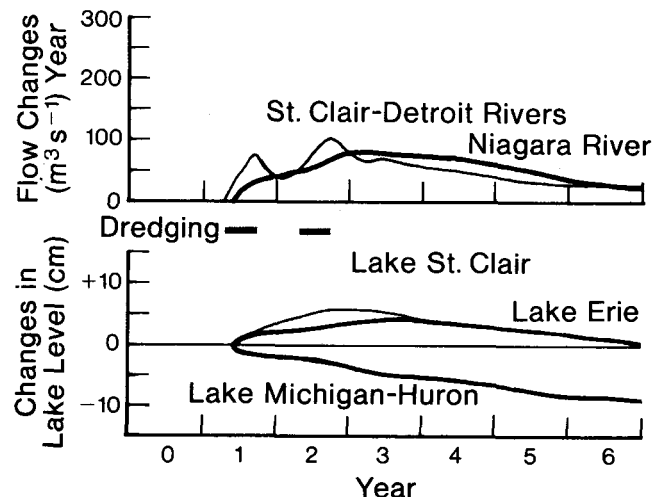 Flow Changes
(m³ s⁻¹) Year
300
200
100
0
St. Clair-Detroit Rivers
Niagara River
Dredging
Changes in
Lake Level (cm)
+10
0
−10
Lake St. Clair
Lake Erie
Lake Michigan-Huron
0 1 2 3 4 5 6
Year